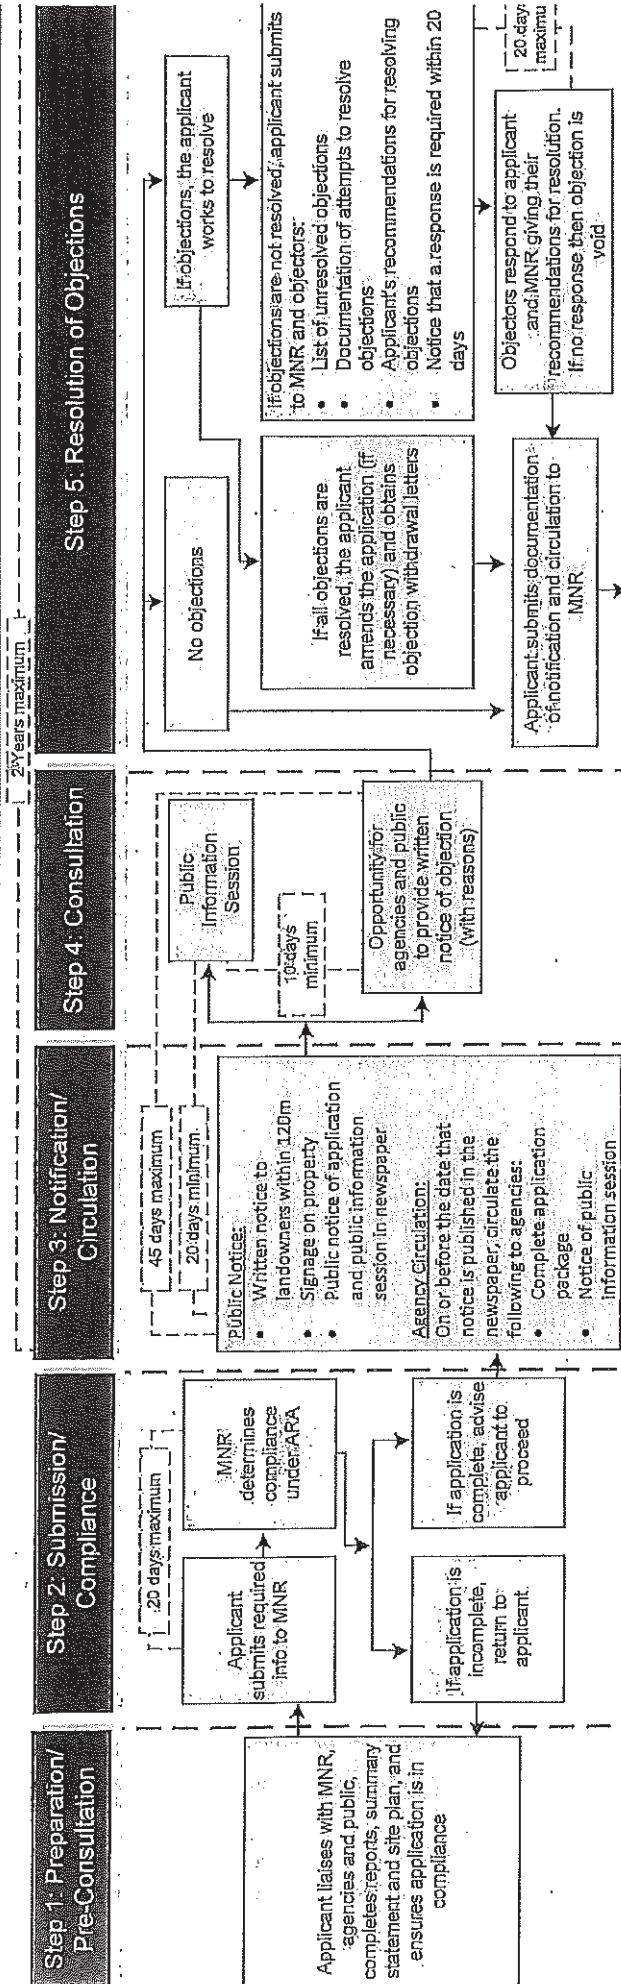 2 Years maximum
Step 1: Preparation/
Pre-Consultation
Applicant liaises with MNR,
agencies and public,
completes reports, summary
statement and site plan, and
ensures application is in
compliance
Step 2: Submission/
Compliance
20 days maximum
Applicant
submits required
info to MNR
MNR
determines
compliance
under ARA
If application is
incomplete,
return to
applicant
If application is
complete, advise
applicant to
proceed
Step 3: Notification/
Circulation
45 days maximum
20 days minimum
Public Notice:
• Written notice to
landowners within 120m
• Signage on property
• Public notice of application
and public information
session in newspaper
Agency Circulation:
On or before the date that
notice is published in the
newspaper, circulate the
following to agencies:
• Complete application
package
• Notice of public
information session
Step 4: Consultation
Public
Information
Session
10 days
minimum
Opportunity for
agencies and public
to provide written
notice of objection
(with reasons)
Step 5: Resolution of Objections
No objections
If objections, the applicant
works to resolve
If all objections are
resolved, the applicant
amends the application (if
necessary) and obtains
objection withdrawal letters
If objections are not resolved, applicant submits
to MNR and objectors:
• List of unresolved objections
• Documentation of attempts to resolve
objections
• Applicant's recommendations for resolving
objections
• Notice that a response is required within 20
days
20 day
maximu
Applicant submits documentation
of notification and circulation to
MNR
Objectors respond to applicant
and MNR giving their
recommendations for resolution.
If no response then objection is
void